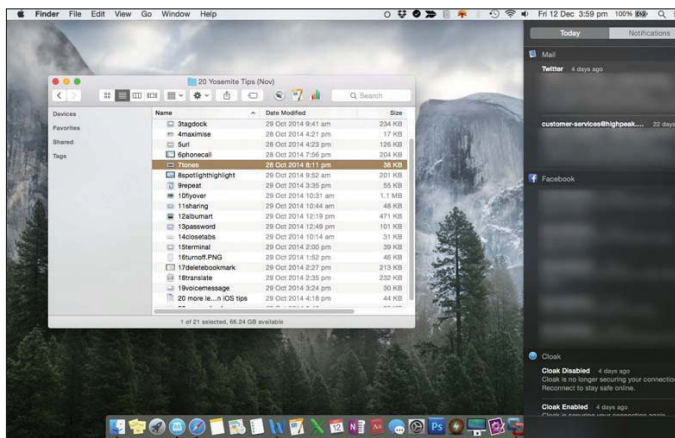 Finder File Edit View Go Window Help
Fri 12 Dec 3:59 pm 100%
20 Yosemite Tips (Nov)
Search
Devices
Favorites
Shared
Tags
Name Date Modified Size
3tagdock 29 Oct 2014 9:41 am 234 KB
4maximise 28 Oct 2014 4:21 pm 17 KB
5url 28 Oct 2014 4:23 pm 126 KB
6phonecall 28 Oct 2014 7:56 pm 204 KB
7tones 28 Oct 2014 8:11 pm 38 KB
8spotlighthighlight 29 Oct 2014 9:52 am 201 KB
9repeat 29 Oct 2014 3:35 pm 55 KB
10flyover 29 Oct 2014 10:31 am 1.1 MB
11sharing 29 Oct 2014 10:44 am 48 KB
12albumart 29 Oct 2014 12:19 pm 471 KB
13password 29 Oct 2014 12:49 pm 101 KB
14closetabs 29 Oct 2014 10:14 am 31 KB
15terminal 29 Oct 2014 2:00 pm 39 KB
16turnoff.PNG 29 Oct 2014 1:52 pm 46 KB
17deletebookmark 29 Oct 2014 2:27 pm 213 KB
18translate 29 Oct 2014 2:35 pm 232 KB
19voicemessage 29 Oct 2014 3:24 pm 30 KB
20 more le...n iOS tips 29 Oct 2014 4:18 pm 44 KB
1 of 21 selected, 66.24 GB available
Today Notifications
Mail
Twitter 4 days ago
customer-services@highpeak.... 22 days
Facebook
Cloak
Cloak Disabled 4 days ago
Cloak is no longer securing your connection
Reconnect to stay safe online.
Cloak Enabled 4 days ago